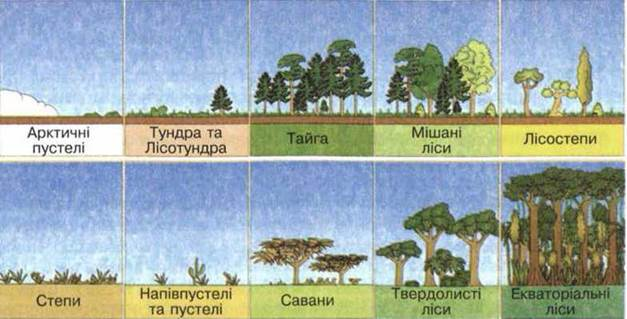 Арктичні
пустелі
Тундра та
Лісотундра
Тайга
Мішані
ліси
Лісостепи
Степи
Напівпустелі
та пустелі
Савани
Твердолисті
ліси
Екваторіальні
ліси